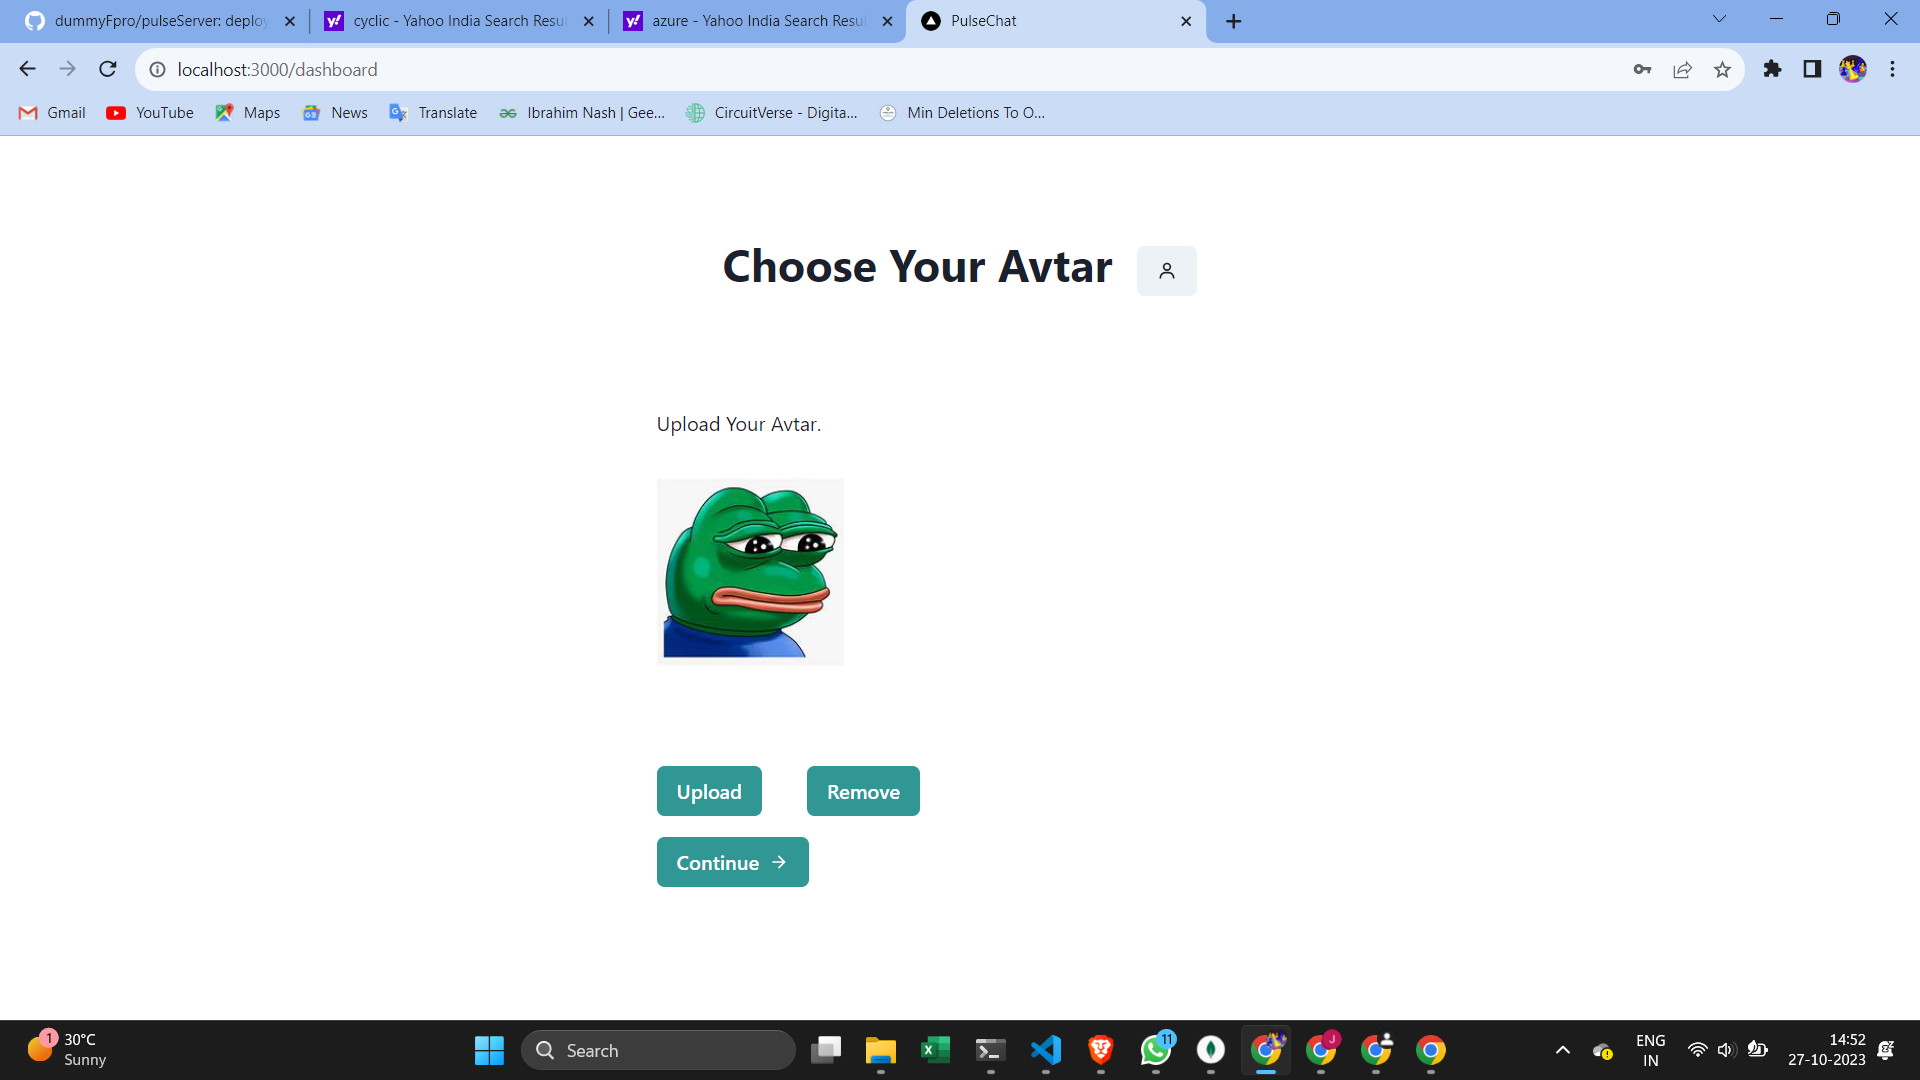 dummyFpro/pulseServer: deploy
cyclic - Yahoo India Search Resul
azure - Yahoo India Search Resul
PulseChat
localhost:3000/dashboard
Gmail
YouTube
Maps
News
Translate
Ibrahim Nash | Gee...
CircuitVerse - Digita...
Min Deletions To O...
Choose Your Avtar
Upload Your Avtar.
Upload
Remove
Continue
1
30°C
Sunny
Search
11
J
ENG
IN
14:52
27-10-2023